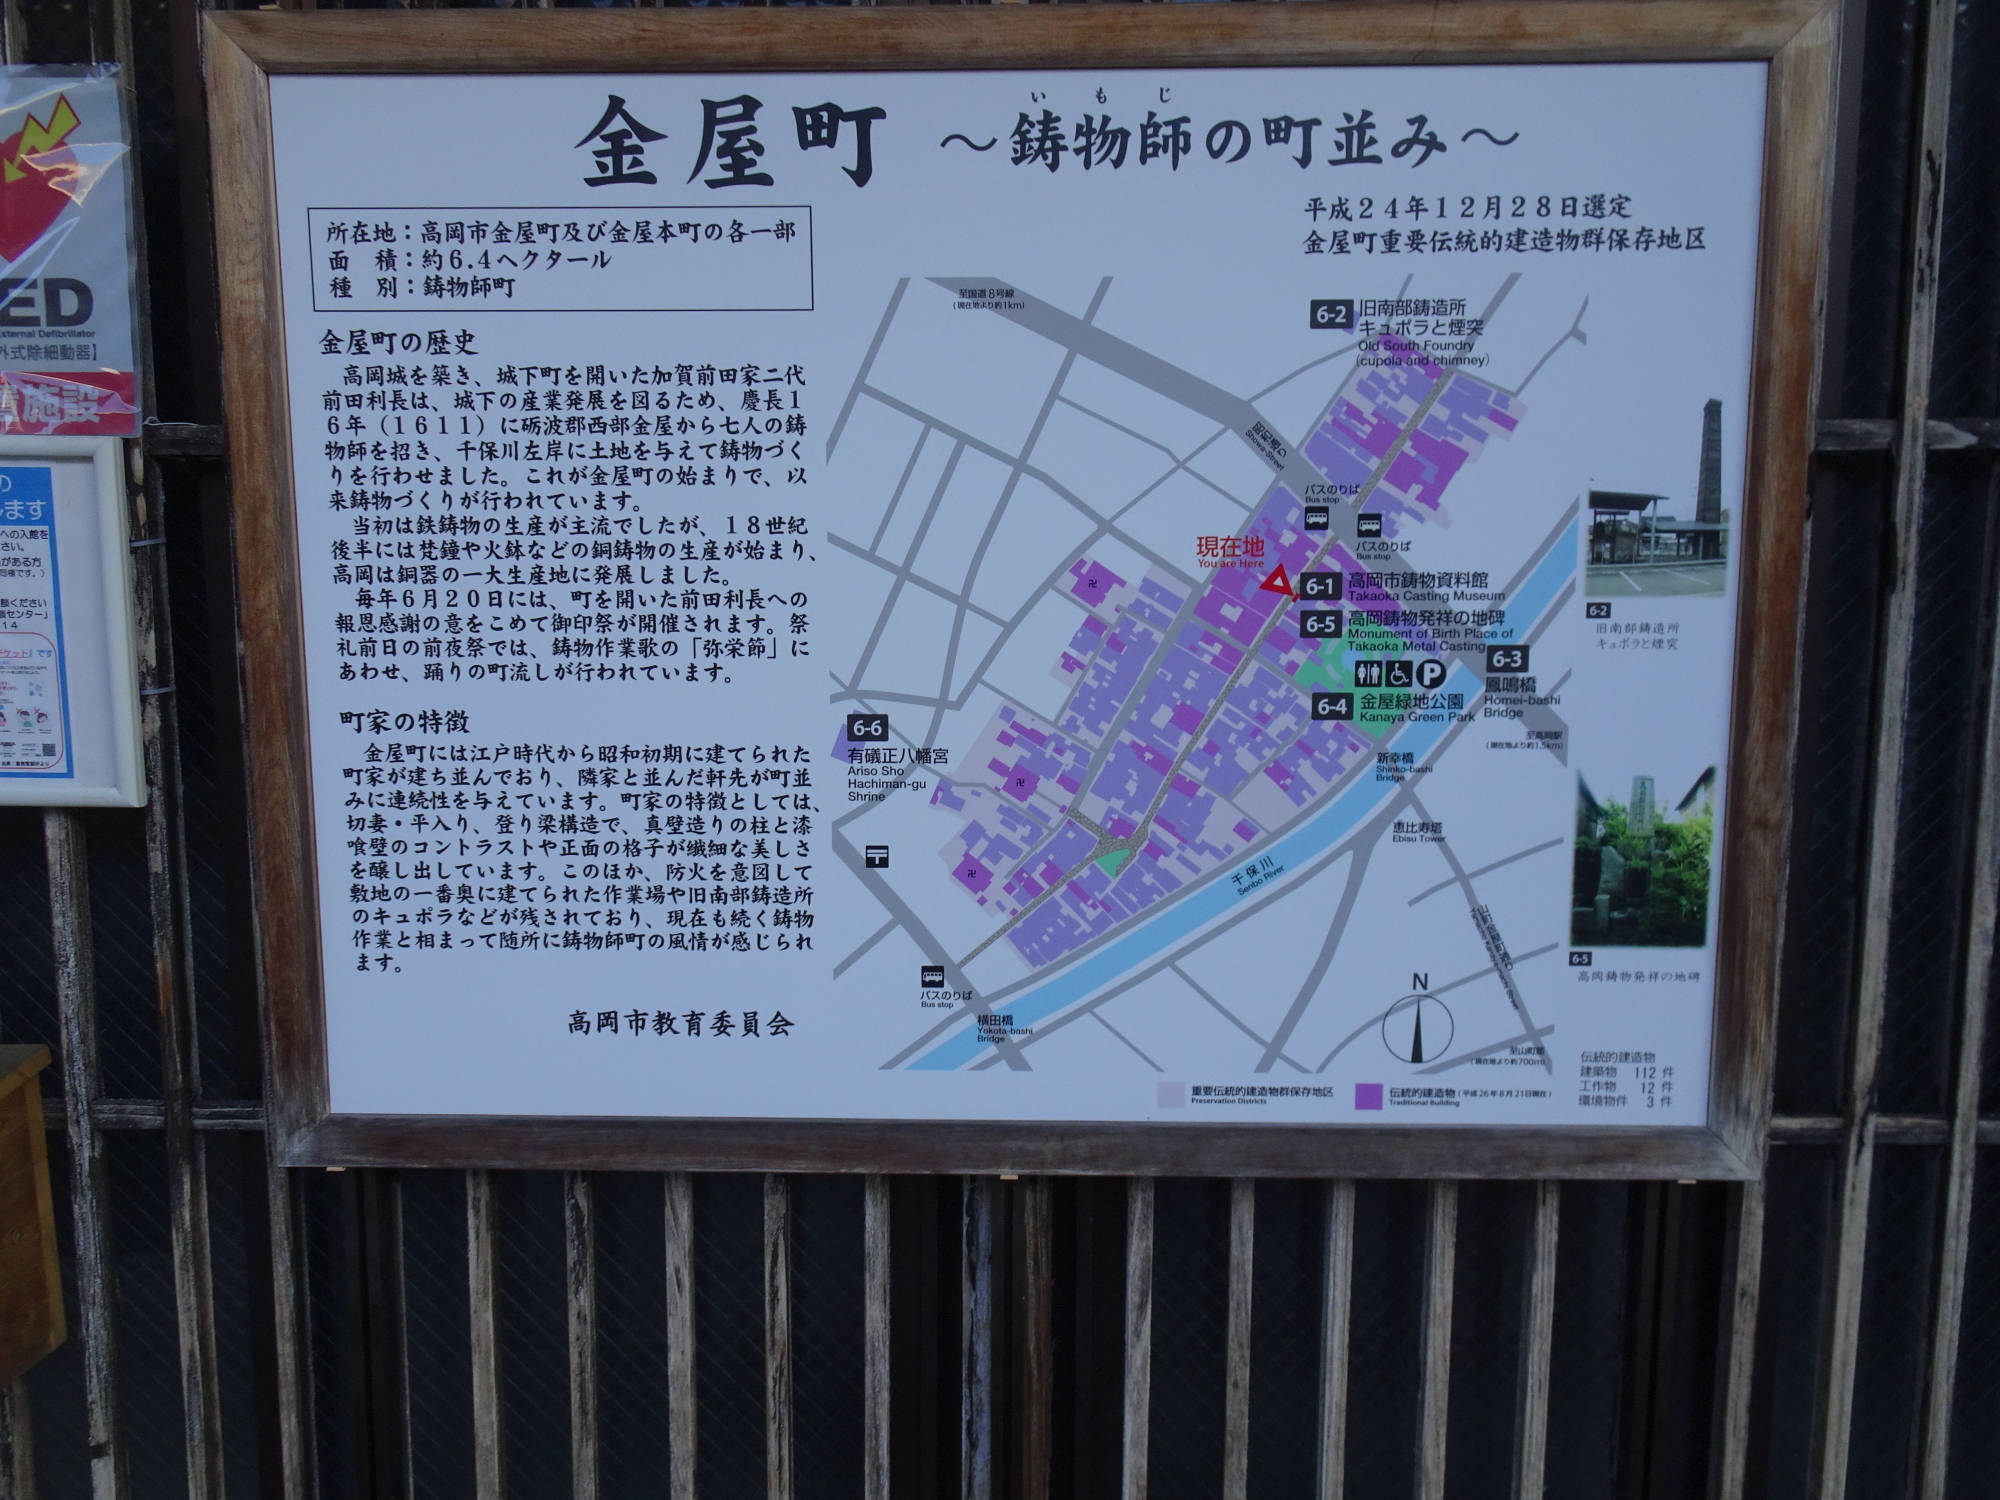 金屋町 ～鋳物師の町並み～
いもじ
平成２４年１２月２８日選定
金屋町重要伝統的建造物群保存地区
所在地：高岡市金屋町及び金屋本町の各一部
面　積：約６.４ヘクタール
種　別：鋳物師町
金屋町の歴史
高岡城を築き、城下町を開いた加賀前田家二代
前田利長は、城下の産業発展を図るため、慶長１
６年（１６１１）に砺波郡西部金屋から七人の鋳
物師を招き、千保川左岸に土地を与えて鋳物づく
りを行わせました。これが金屋町の始まりで、以
来鋳物づくりが行われています。
当初は鉄鋳物の生産が主流でしたが、１８世紀
後半には梵鐘や火鉢などの銅鋳物の生産が始まり、
高岡は銅器の一大生産地に発展しました。
毎年６月２０日には、町を開いた前田利長への
報恩感謝の意をこめて御印祭が開催されます。祭
礼前日の前夜祭では、鋳物作業歌の「弥栄節」に
あわせ、踊りの町流しが行われています。
町家の特徴
金屋町には江戸時代から昭和初期に建てられた
町家が建ち並んでおり、隣家と並んだ軒先が町並
みに連続性を与えています。町家の特徴としては、
切妻・平入り、登り梁構造で、真壁造りの柱と漆
喰壁のコントラストや正面の格子が繊細な美しさ
を醸し出しています。このほか、防火を意図して
敷地の一番奥に建てられた作業場や旧南部鋳造所
のキュポラなどが残されており、現在も続く鋳物
作業と相まって随所に鋳物師町の風情が感じられ
ます。
高岡市教育委員会
至国道８号線
（現在地より約1km）
6-2 旧南部鋳造所
キュポラと煙突
Old South Foundry
(cupola and chimney)
昭和通り
Showa-Street
バスのりば
Bus stop
バスのりば
Bus stop
現在地
You are Here
6-1 高岡市鋳物資料館
Takaoka Casting Museum
6-5 高岡鋳物発祥の地碑
Monument of Birth Place of
Takaoka Metal Casting
6-3
鳳鳴橋
Homei-bashi
Bridge
P
6-4 金屋緑地公園
Kanaya Green Park
至高岡駅
（現在地より約1.5km）
新幸橋
Shinko-bashi
Bridge
6-6
有礒正八幡宮
Ariso Sho
Hachiman-gu
Shrine
恵比寿塔
Ebisu Tower
千保川
Senbo River
バスのりば
Bus stop
横田橋
Yokota-bashi
Bridge
N
至山町筋
（現在地より約700m）
重要伝統的建造物群保存地区
Preservation Districts
伝統的建造物（平成26年8月21日現在）
Traditional Building
6-2
旧南部鋳造所
キュポラと煙突
6-5
高岡鋳物発祥の地碑
伝統的建造物
建築物 112 件
工作物 12 件
環境物件 3 件
ED
External Defibrillator
外式除細動器】
施設
します
への入館を
さい。
がある方
談ください
センター」
14
チケット』です